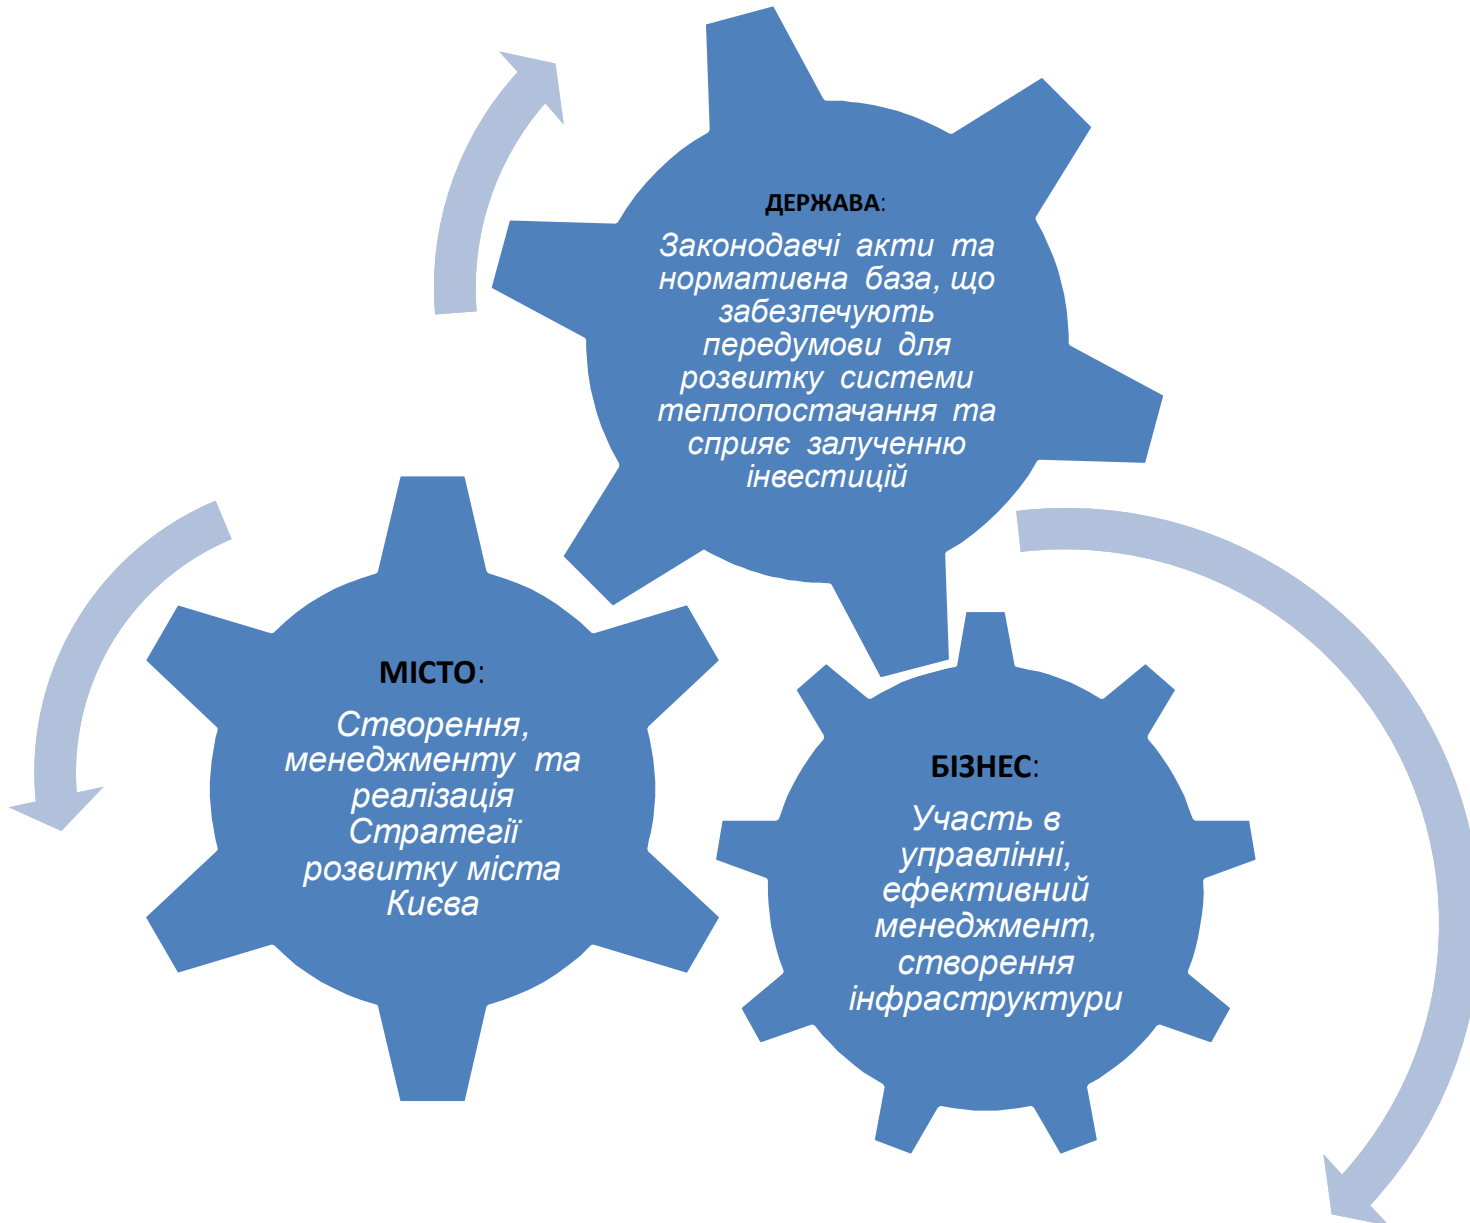 ДЕРЖАВА:
Законодавчі акти та
нормативна база, що
забезпечують
передумови для
розвитку системи
теплопостачання та
сприяє залученню
інвестицій
МІСТО:
Створення,
менеджменту та
реалізація
Стратегії
розвитку міста
Києва
БІЗНЕС:
Участь в
управлінні,
ефективний
менеджмент,
створення
інфраструктури